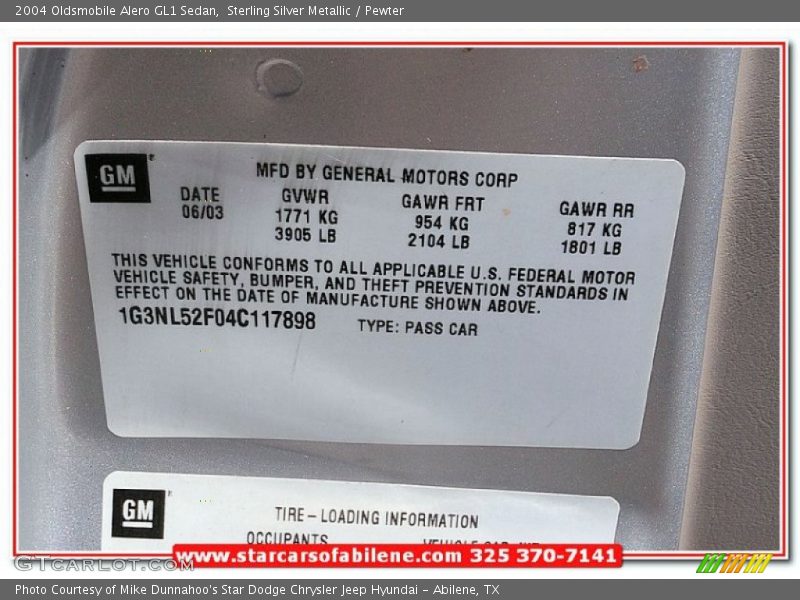 2004 Oldsmobile Alero GL1 Sedan,  Sterling Silver Metallic / Pewter
GM
MFD BY GENERAL MOTORS CORP
DATE GVWR GAWR FRT GAWR RR
06/03 1771 KG 954 KG 817 KG
3905 LB 2104 LB 1801 LB
THIS VEHICLE CONFORMS TO ALL APPLICABLE U.S. FEDERAL MOTOR
VEHICLE SAFETY, BUMPER, AND THEFT PREVENTION STANDARDS IN
EFFECT ON THE DATE OF MANUFACTURE SHOWN ABOVE.
1G3NL52F04C117898 TYPE: PASS CAR
GM
TIRE-LOADING INFORMATION
OCCUPANTS
www.starcarsofabilene.com 325 370-7141
GTcarlot.com
Photo Courtesy of Mike Dunnahoo's Star Dodge Chrysler Jeep Hyundai - Abilene, TX